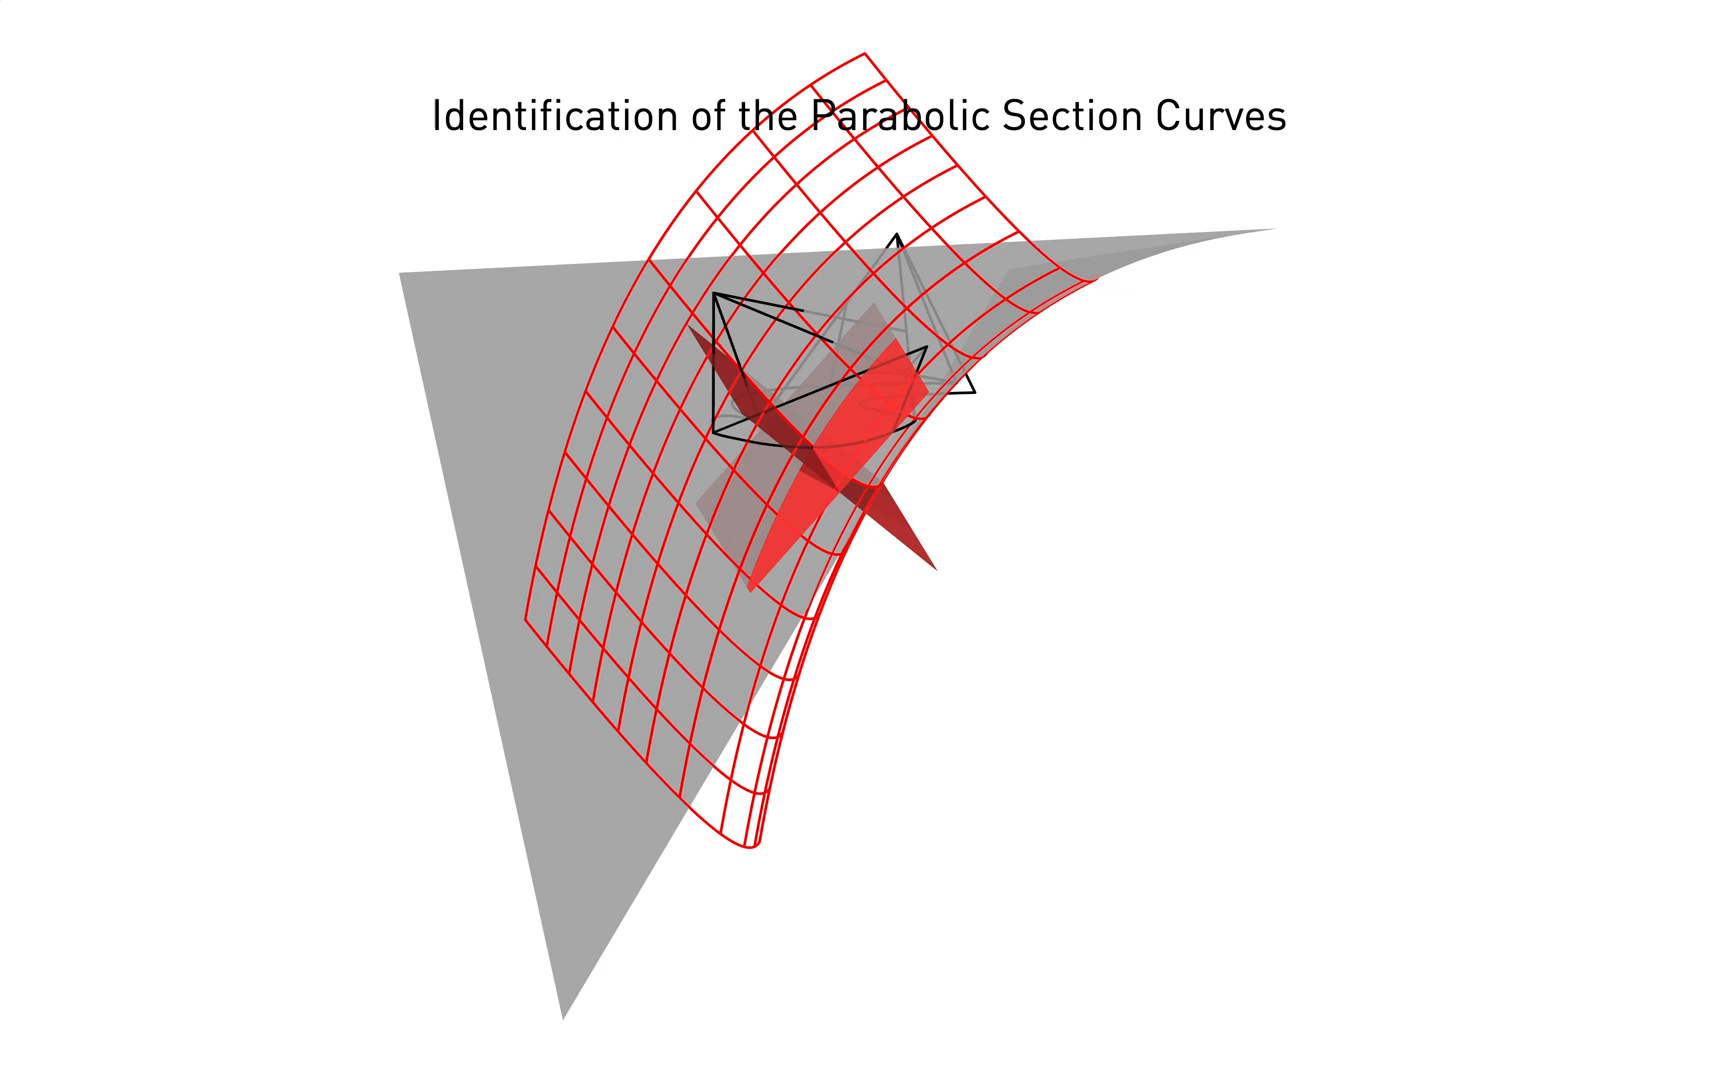 Identification of the Parabolic Section Curves